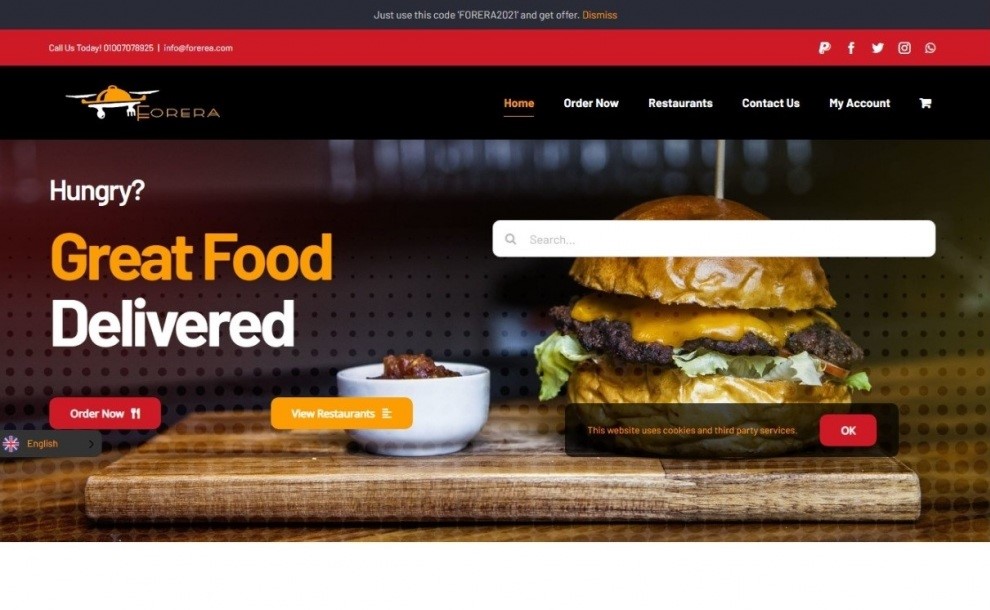 Just use this code 'FORERA2021' and get offer. Dismiss
Call Us Today! 01007078925 | info@forerea.com
FORERA
Home Order Now Restaurants Contact Us My Account
Hungry?
Search...
Great Food
Delivered
Order Now View Restaurants
This website uses cookies and third party services. OK
English